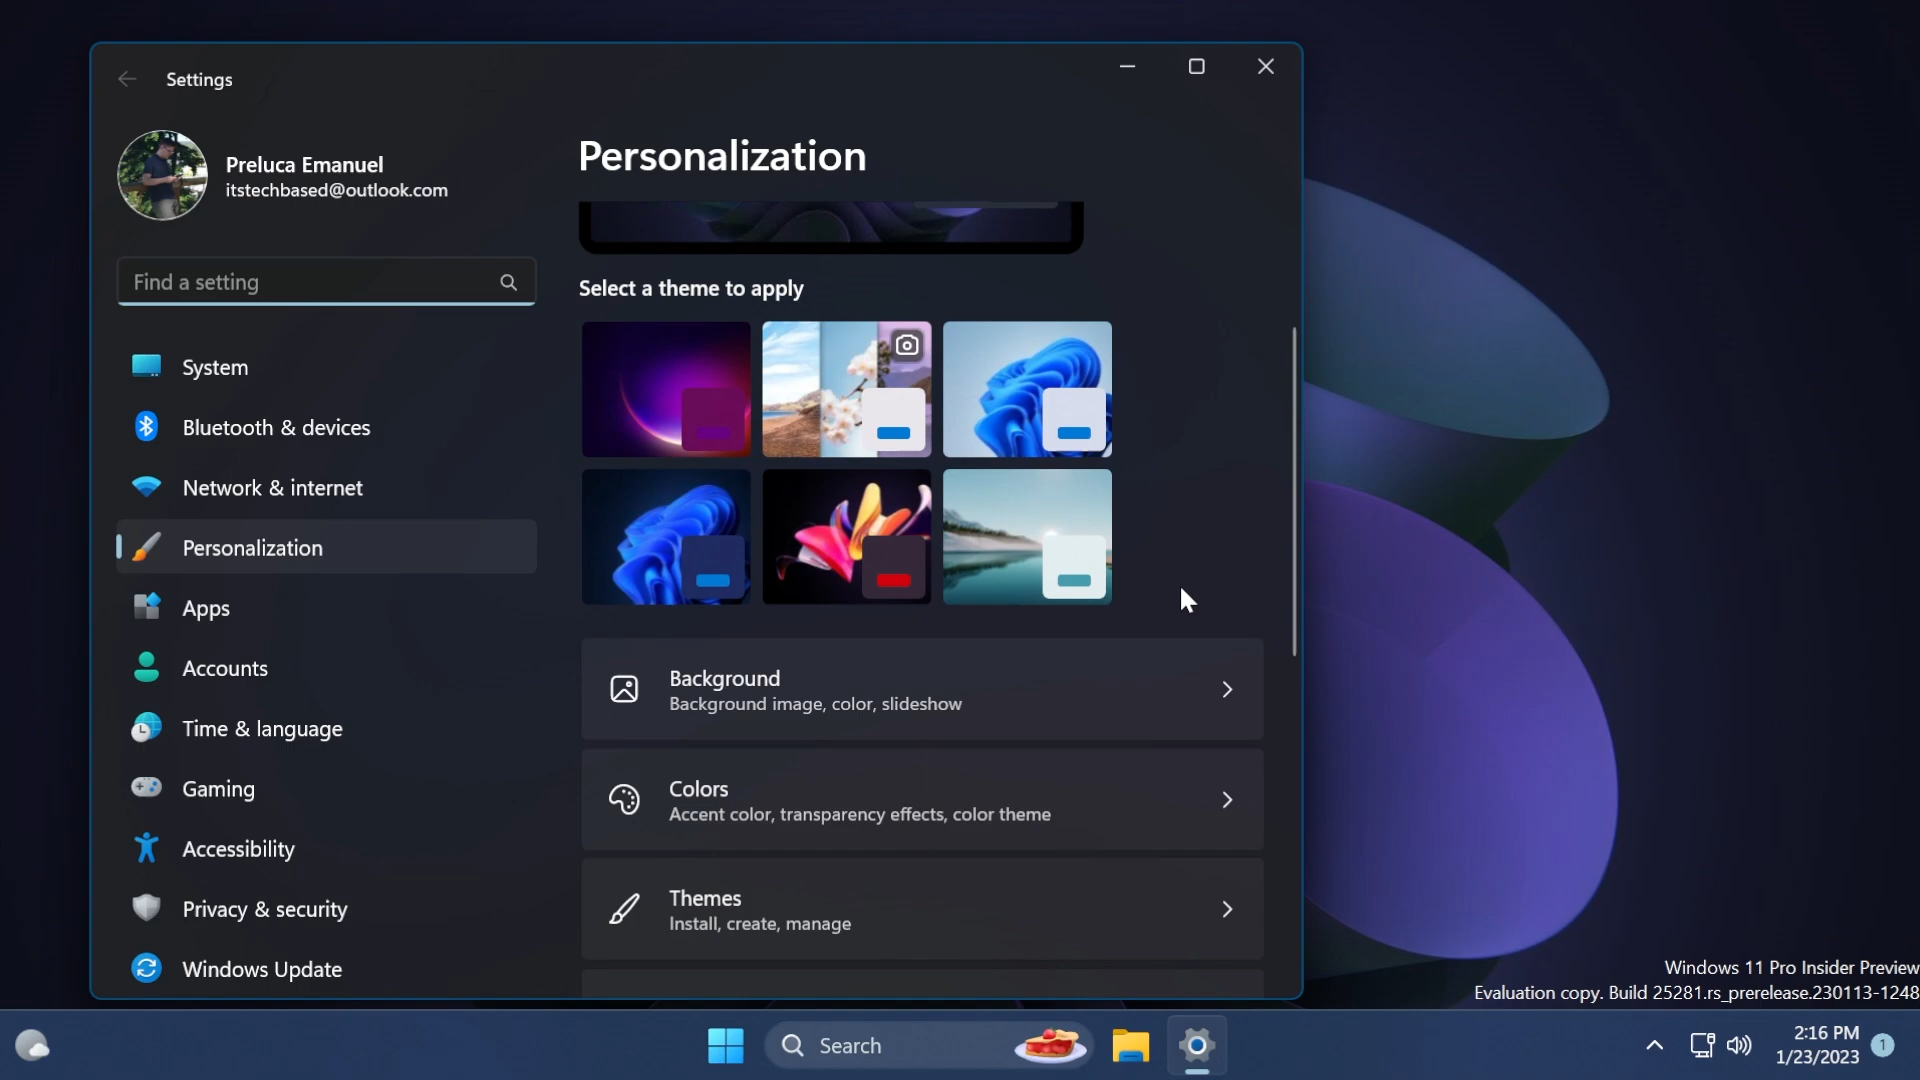 Settings
Preluca Emanuel
itstechbased@outlook.com
Find a setting
System
Bluetooth & devices
Network & internet
Personalization
Apps
Accounts
Time & language
Gaming
Accessibility
Privacy & security
Windows Update
Personalization
Select a theme to apply
Background
Background image, color, slideshow
Colors
Accent color, transparency effects, color theme
Themes
Install, create, manage
Windows 11 Pro Insider Preview
Evaluation copy. Build 25281.rs_prerelease.230113-1248
Search
2:16 PM
1/23/2023
1